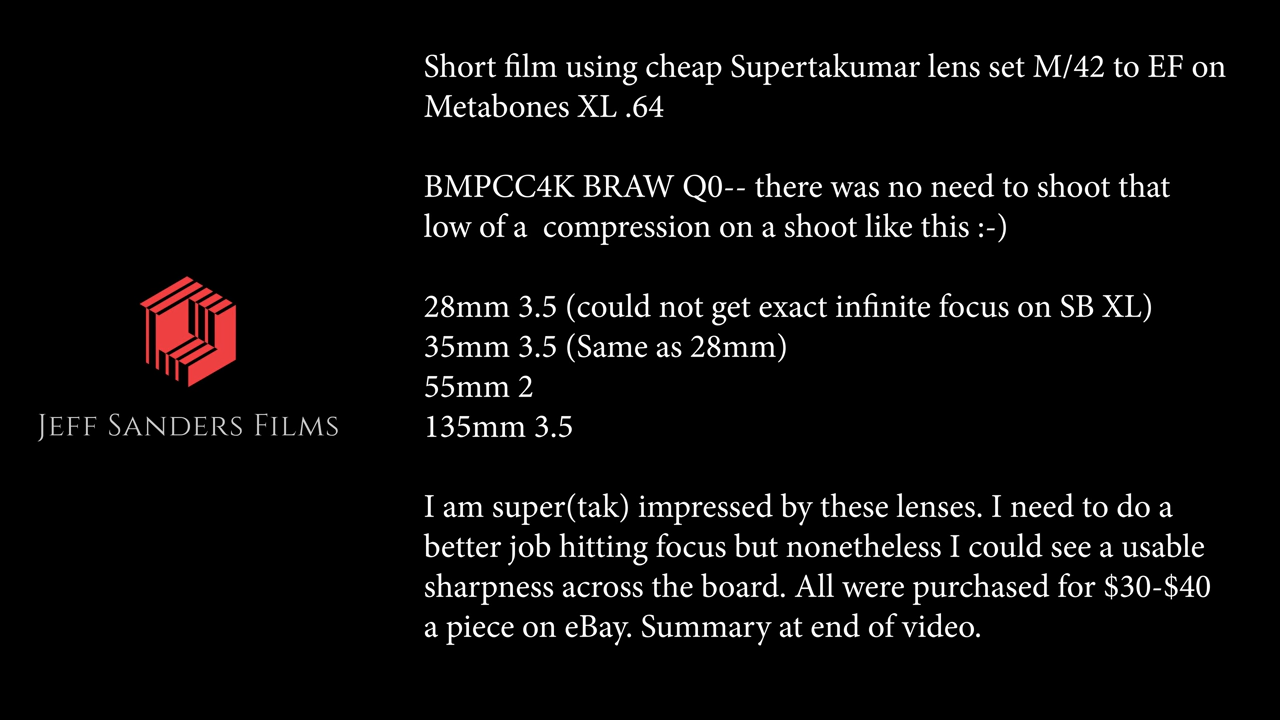 Short film using cheap Supertakumar lens set M/42 to EF on
Metabones XL .64
BMPCC4K BRAW Q0-- there was no need to shoot that
low of a  compression on a shoot like this :-)
28mm 3.5 (could not get exact infinite focus on SB XL)
35mm 3.5 (Same as 28mm)
55mm 2
135mm 3.5
I am super(tak) impressed by these lenses. I need to do a
better job hitting focus but nonetheless I could see a usable
sharpness across the board. All were purchased for $30-$40
a piece on eBay. Summary at end of video.
Jeff Sanders Films